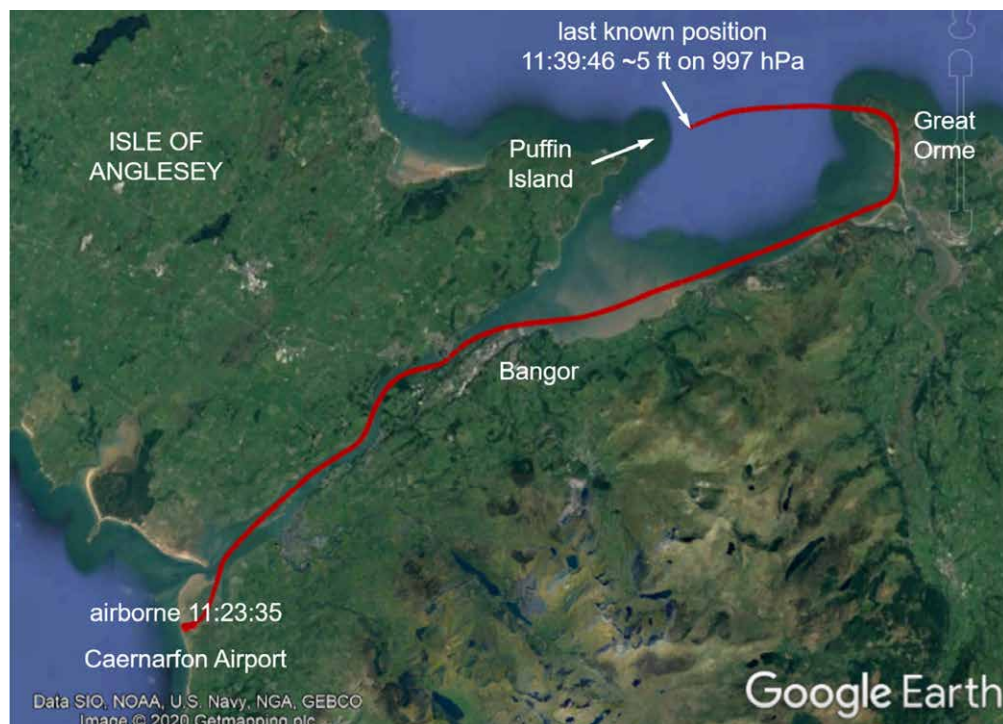 last known position
11:39:46 ~5 ft on 997 hPa
ISLE OF
ANGLESEY
Great
Orme
Puffin
Island
Bangor
airborne 11:23:35
Caernarfon Airport
Data SIO, NOAA, U.S. Navy, NGA, GEBCO
Image © 2020 Getmapping plc
Google Earth